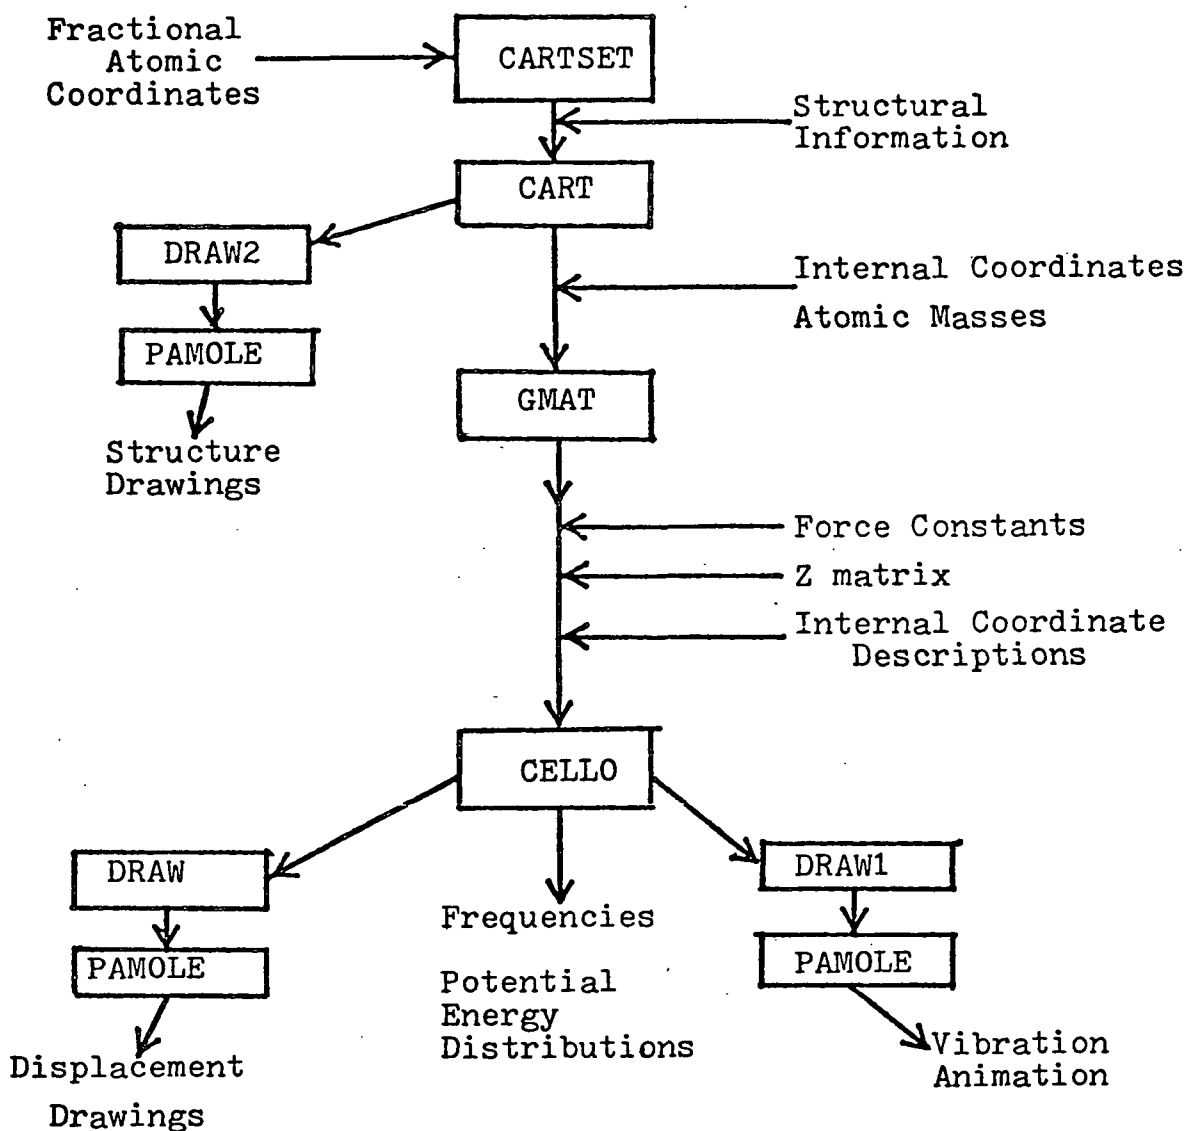 Fractional
Atomic
Coordinates
CARTSET
Structural
Information
CART
DRAW2
Internal Coordinates
Atomic Masses
PAMOLE
GMAT
Structure
Drawings
Force Constants
Z matrix
Internal Coordinate
Descriptions
CELLO
DRAW
DRAW1
Frequencies
PAMOLE
PAMOLE
Potential
Energy
Distributions
Displacement
Drawings
Vibration
Animation